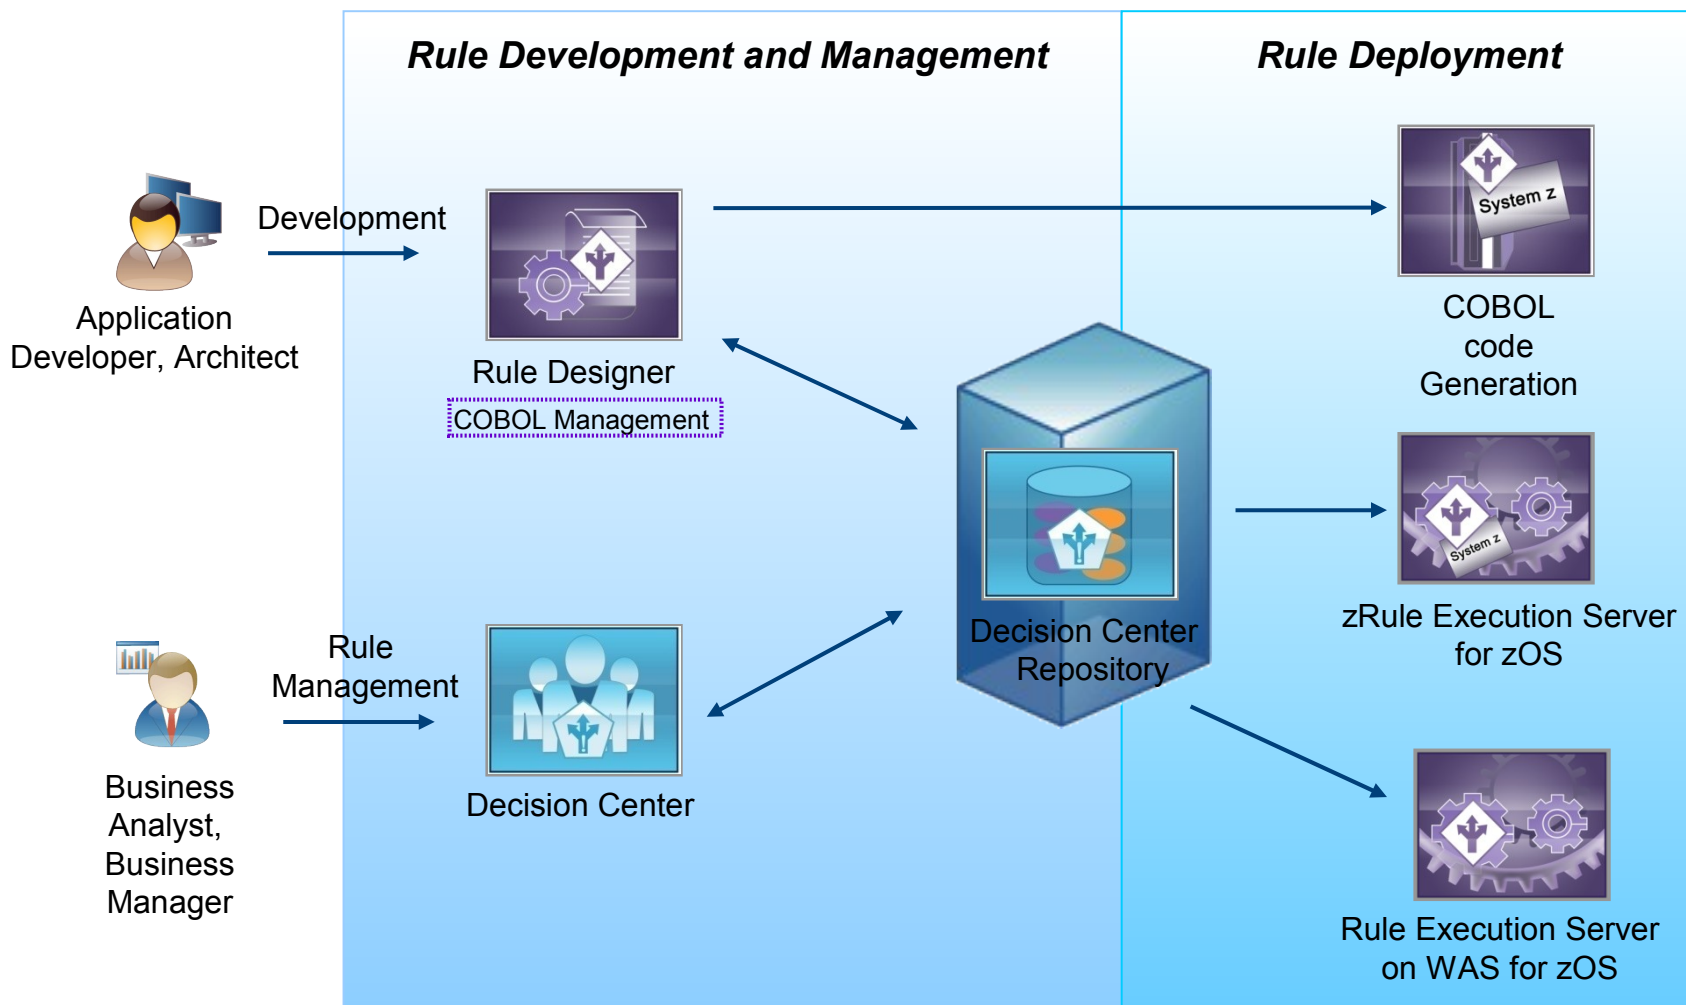 Rule Development and Management
Rule Deployment
Development
Application
Developer, Architect
Rule Designer
COBOL Management
System z
COBOL
code
Generation
System z
zRule Execution Server
for zOS
Decision Center
Repository
Rule
Management
Business
Analyst,
Business
Manager
Decision Center
Rule Execution Server
on WAS for zOS